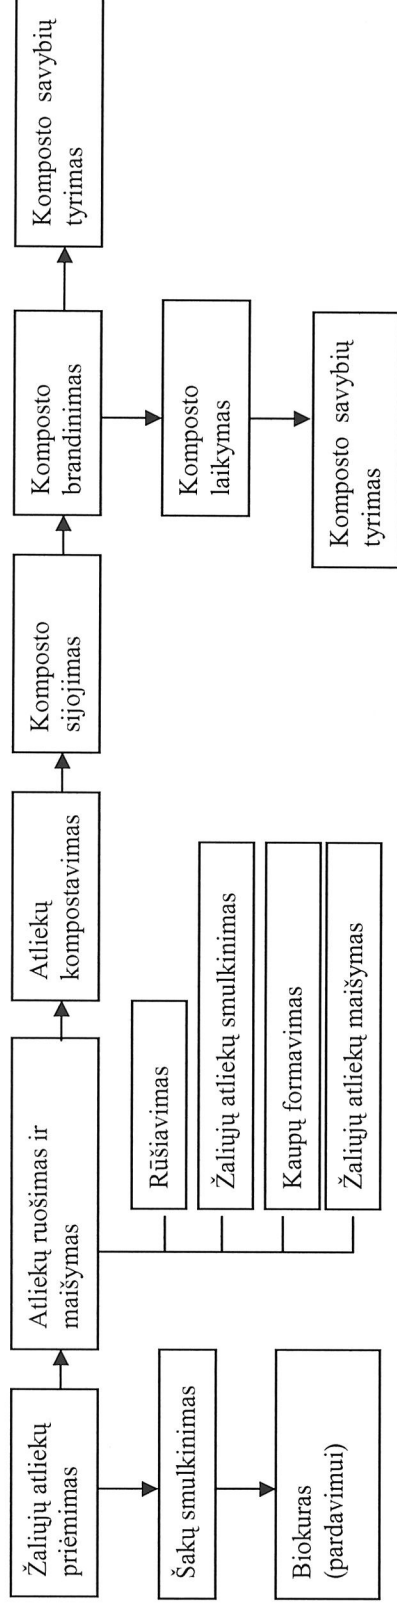 Žaliųjų atliekų
priėmimas
Atliekų ruošimas ir
maišymas
Atliekų
kompostavimas
Komposto
sijojimas
Komposto
brandinimas
Komposto savybių
tyrimas
Šakų smulkinimas
Biokuras
(pardavimui)
Rūšiavimas
Žaliųjų atliekų smulkinimas
Kaupų formavimas
Žaliųjų atliekų maišymas
Komposto
laikymas
Komposto savybių
tyrimas